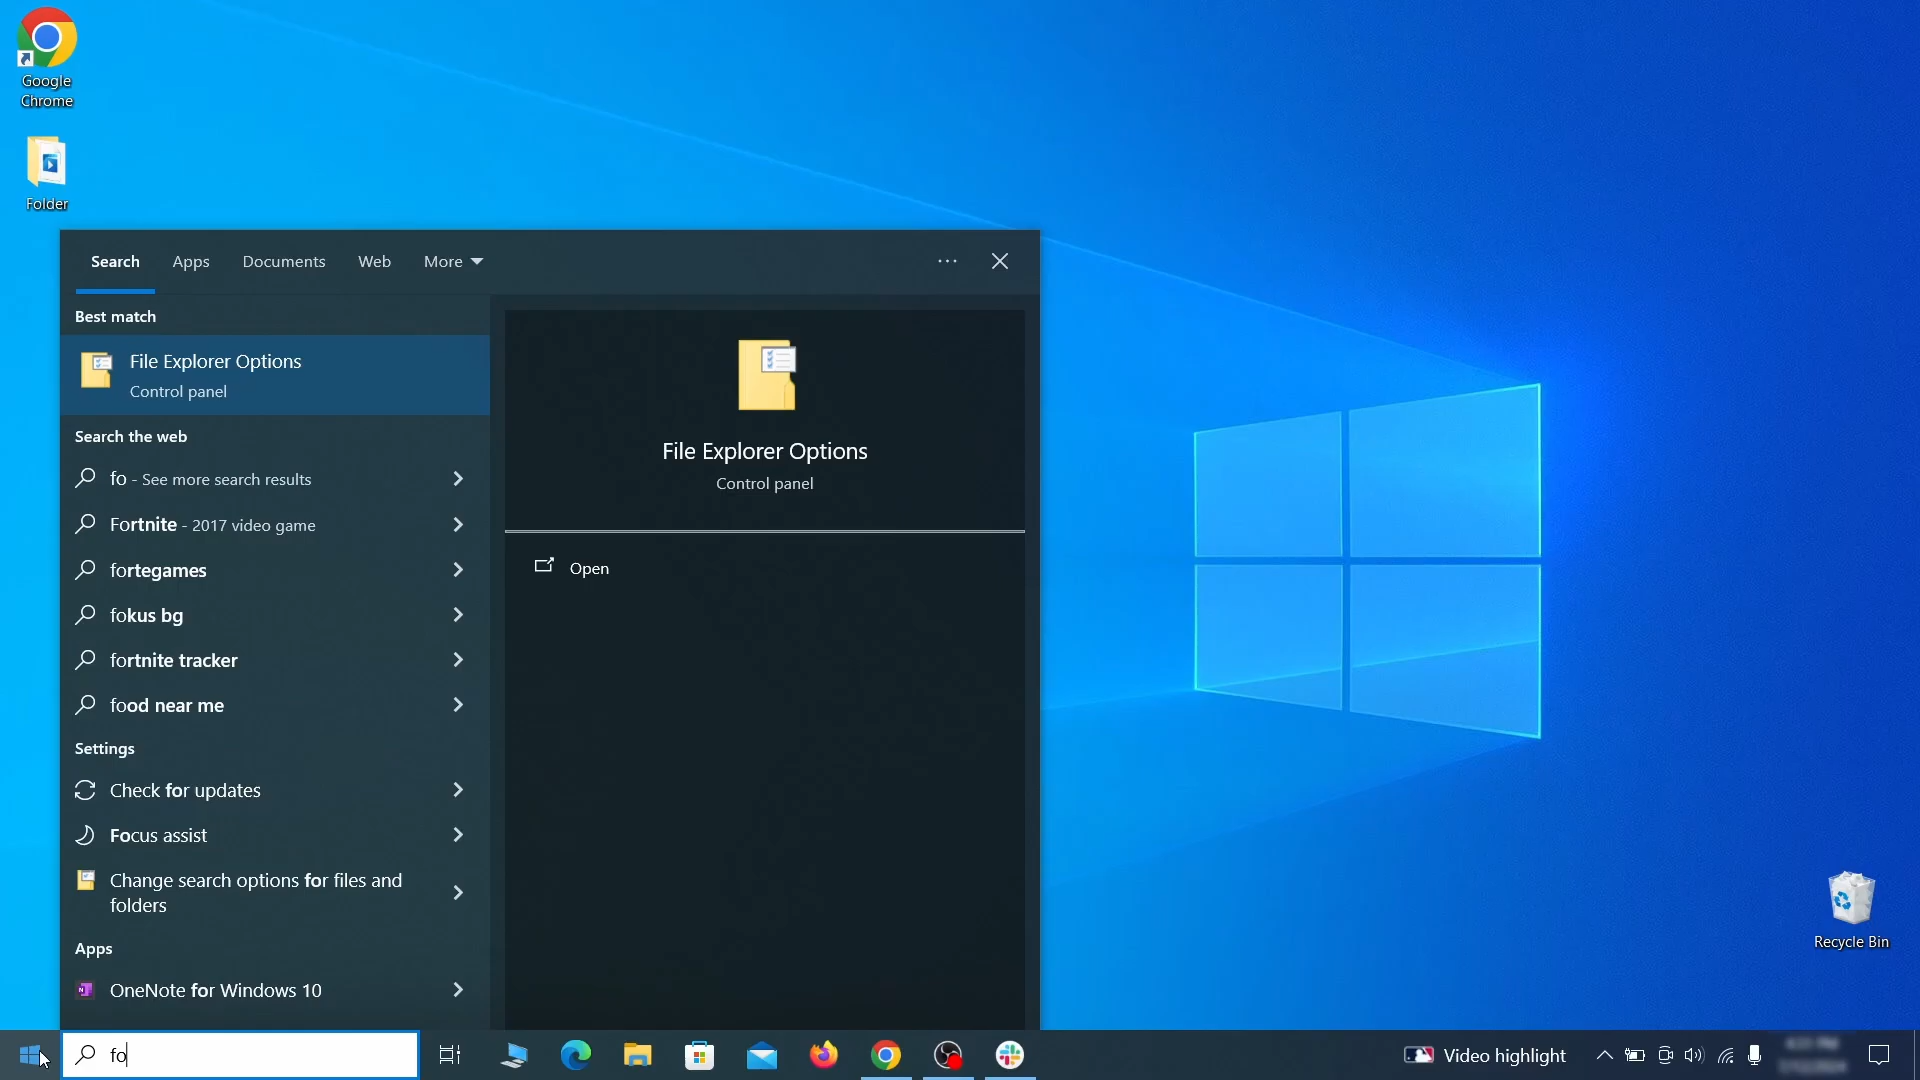 Google
Chrome
Folder
Search
Apps
Documents
Web
More
Best match
File Explorer Options
Control panel
Search the web
fo - See more search results
Fortnite - 2017 video game
fortegames
fokus bg
fortnite tracker
food near me
Settings
Check for updates
Focus assist
Change search options for files and
folders
Apps
OneNote for Windows 10
File Explorer Options
Control panel
Open
Recycle Bin
fo
Video highlight